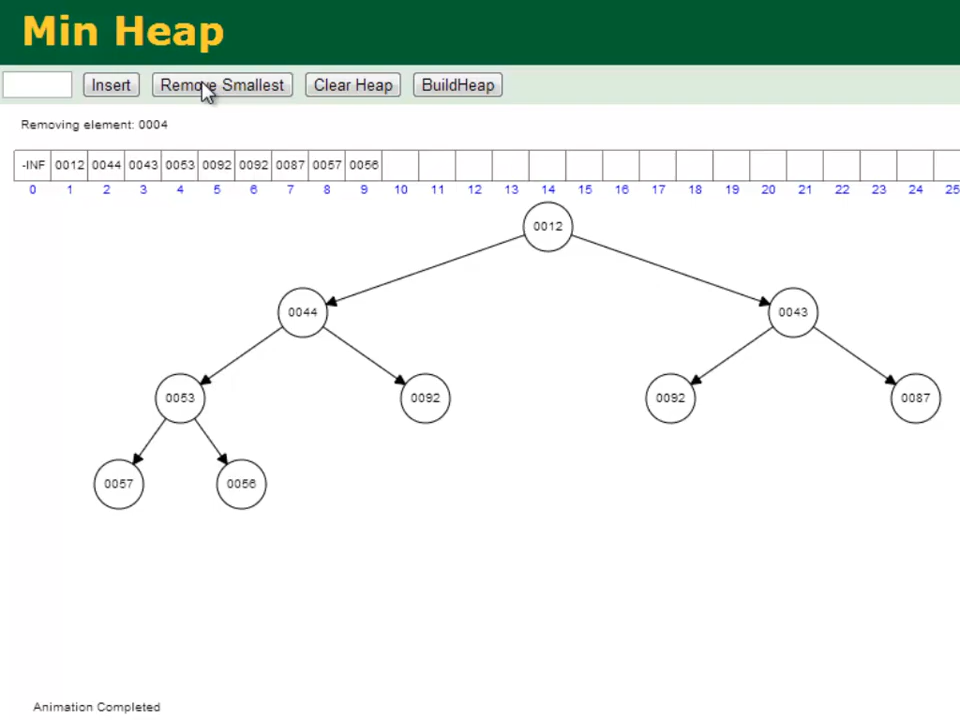 Min Heap
Insert Remove Smallest Clear Heap BuildHeap
Removing element: 0004
-INF 0012 0044 0043 0053 0092 0092 0087 0057 0056
0 1 2 3 4 5 6 7 8 9 10 11 12 13 14 15 16 17 18 19 20 21 22 23 24 25
0012
0044 0043
0053 0092 0092 0087
0057 0056
Animation Completed